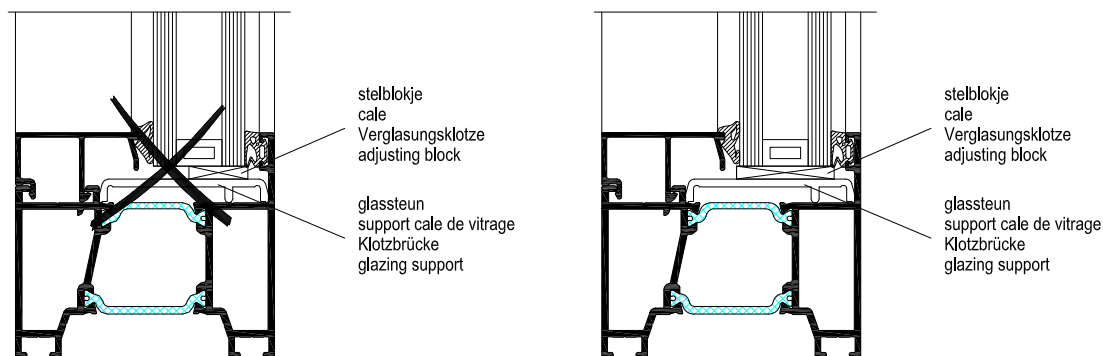 stelblokje
cale
Verglasungsklotze
adjusting block
glassteun
support cale de vitrage
Klotzbrücke
glazing support
stelblokje
cale
Verglasungsklotze
adjusting block
glassteun
support cale de vitrage
Klotzbrücke
glazing support